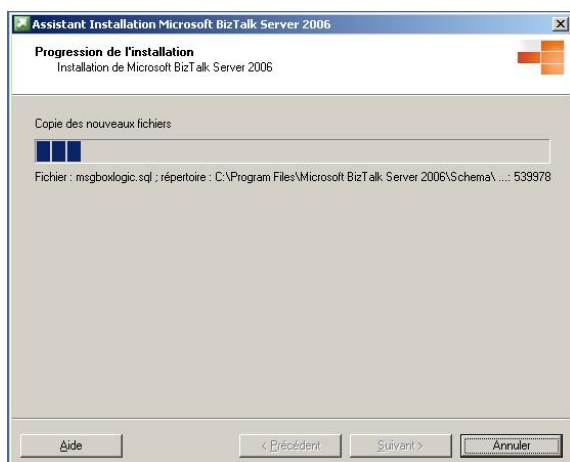 Assistant Installation Microsoft BizTalk Server 2006
Progression de l'installation
Installation de Microsoft BizTalk Server 2006
Copie des nouveaux fichiers
Fichier : msgboxlogic.sql ; répertoire : C:\Program Files\Microsoft BizTalk Server 2006\Schema\ ...: 539978
Aide
< Précédent
Suivant >
Annuler